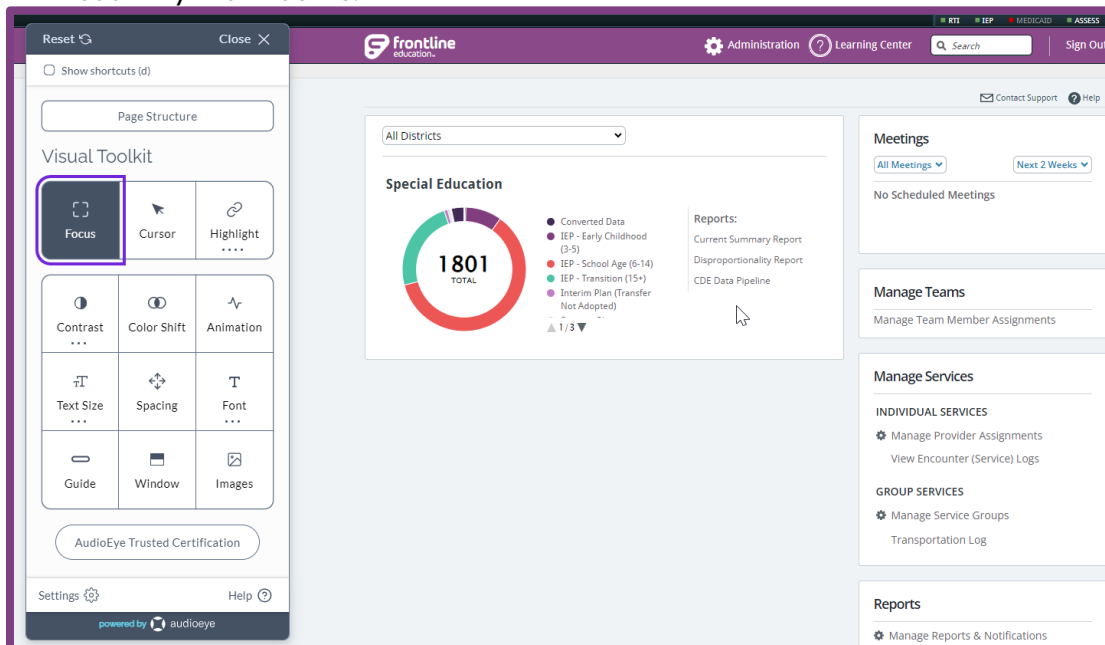 RTI IEP MEDICAID ASSESS
Reset Close
frontline
education
Administration Learning Center Search Sign Out
Show shortcuts (d)
Contact Support Help
Page Structure
All Districts
Visual Toolkit
Focus Cursor Highlight
Contrast Color Shift Animation
Text Size Spacing Font
Guide Window Images
AudioEye Trusted Certification
Settings Help
powered by audioeye
Special Education
1801
TOTAL
Converted Data
IEP - Early Childhood
(3-5)
IEP - School Age (6-14)
IEP - Transition (15+)
Interim Plan (Transfer
Not Adopted)
1/3
Reports:
Current Summary Report
Disproportionality Report
CDE Data Pipeline
Meetings
All Meetings Next 2 Weeks
No Scheduled Meetings
Manage Teams
Manage Team Member Assignments
Manage Services
INDIVIDUAL SERVICES
Manage Provider Assignments
View Encounter (Service) Logs
GROUP SERVICES
Manage Service Groups
Transportation Log
Reports
Manage Reports & Notifications